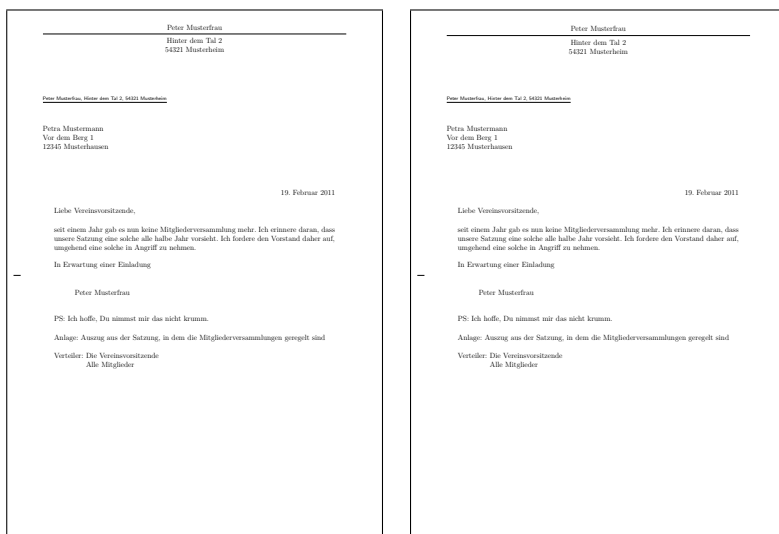 Peter Musterfrau
Hinter dem Tal 2
54321 Musterheim
Peter Musterfrau, Hinter dem Tal 2, 54321 Musterheim
Petra Mustermann
Vor dem Berg 1
12345 Musterhausen
19. Februar 2011
Liebe Vereinsvorsitzende,
seit einem Jahr gab es nun keine Mitgliederversammlung mehr. Ich erinnere daran, dass
unsere Satzung eine solche alle halbe Jahr vorsieht. Ich fordere den Vorstand daher auf,
umgehend eine solche in Angriff zu nehmen.
In Erwartung einer Einladung
Peter Musterfrau
PS: Ich hoffe, Du nimmst mir das nicht krumm.
Anlage: Auszug aus der Satzung, in dem die Mitgliederversammlungen geregelt sind
Verteiler: Die Vereinsvorsitzende
Alle Mitglieder
Peter Musterfrau
Hinter dem Tal 2
54321 Musterheim
Peter Musterfrau, Hinter dem Tal 2, 54321 Musterheim
Petra Mustermann
Vor dem Berg 1
12345 Musterhausen
19. Februar 2011
Liebe Vereinsvorsitzende,
seit einem Jahr gab es nun keine Mitgliederversammlung mehr. Ich erinnere daran, dass
unsere Satzung eine solche alle halbe Jahr vorsieht. Ich fordere den Vorstand daher auf,
umgehend eine solche in Angriff zu nehmen.
In Erwartung einer Einladung
Peter Musterfrau
PS: Ich hoffe, Du nimmst mir das nicht krumm.
Anlage: Auszug aus der Satzung, in dem die Mitgliederversammlungen geregelt sind
Verteiler: Die Vereinsvorsitzende
Alle Mitglieder